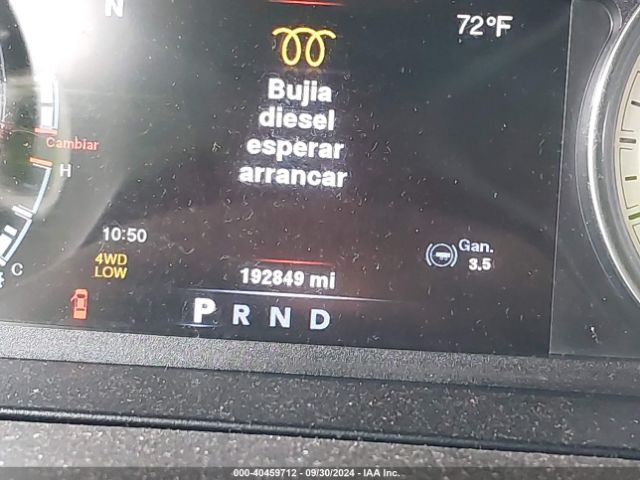 N
72°F
Bujia
diesel
esperar
arrancar
Cambiar
H
10:50
4WD
LOW
C
192849 mi
Gan.
3.5
P R N D
000-40459712 - 09/30/2024 - IAA Inc.